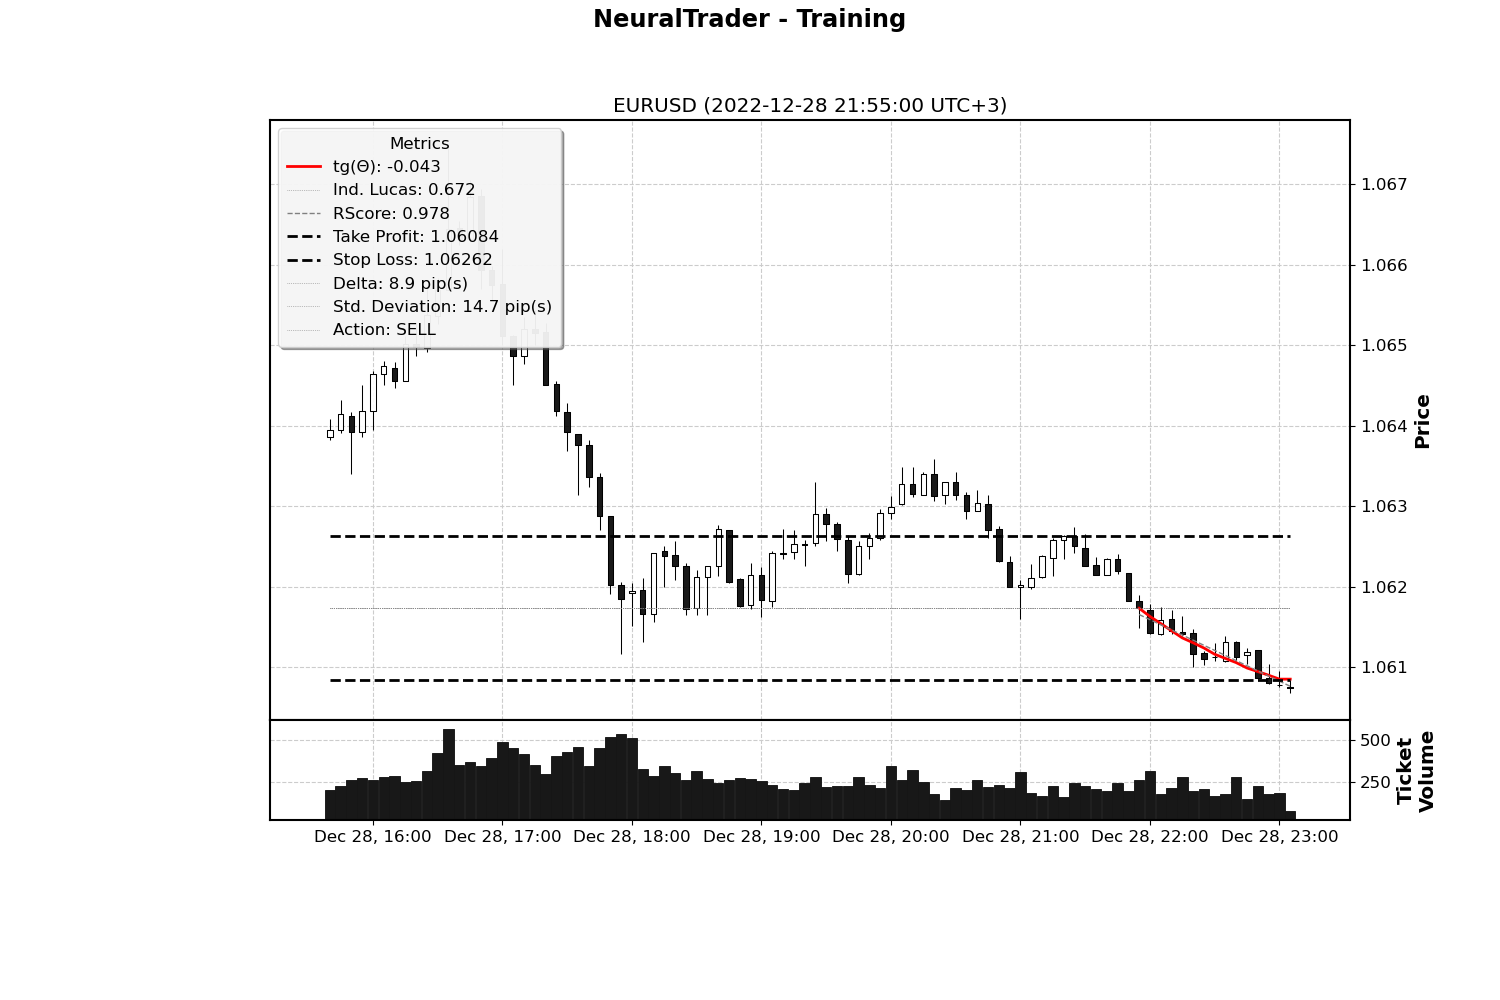 NeuralTrader - Training
EURUSD (2022-12-28 21:55:00 UTC+3)
Metrics
tg(Θ): -0.043
Ind. Lucas: 0.672
RScore: 0.978
Take Profit: 1.06084
Stop Loss: 1.06262
Delta: 8.9 pip(s)
Std. Deviation: 14.7 pip(s)
Action: SELL
1.067
1.066
1.065
1.064
1.063
1.062
1.061
Price
500
250
Ticket
Volume
Dec 28, 16:00
Dec 28, 17:00
Dec 28, 18:00
Dec 28, 19:00
Dec 28, 20:00
Dec 28, 21:00
Dec 28, 22:00
Dec 28, 23:00